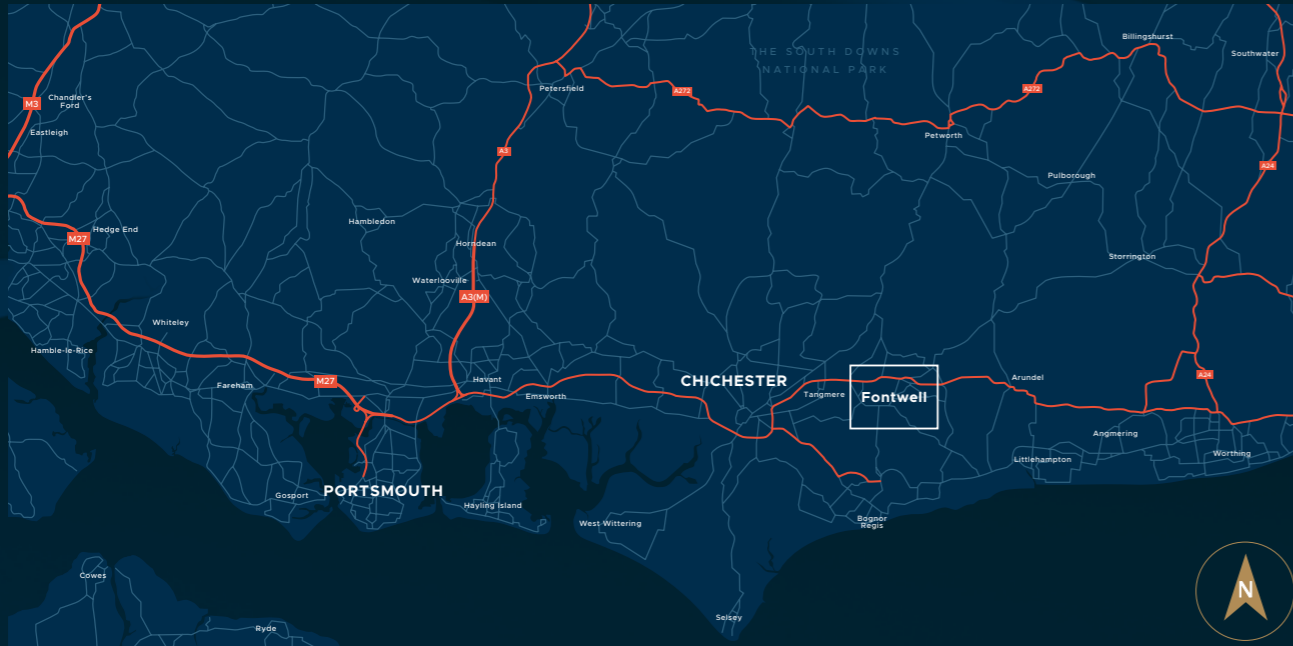 Billingshurst
THE SOUTH DOWNS
NATIONAL PARK
Southwater
Petersfield
A272
A272
M3
Chandler's
Ford
Eastleigh
Petworth
A3
A24
Pulborough
Hambledon
Hedge End
M27
Horndean
Storrington
Waterlooville
A3(M)
Whiteley
Hamble-le-Rice
M27
Fareham
Havant
Emsworth
CHICHESTER
Tangmere
Fontwell
Arundel
A24
Angmering
Worthing
Littlehampton
Gosport
PORTSMOUTH
Hayling Island
West Wittering
Bognor
Regis
Cowes
N
Selsey
Ryde